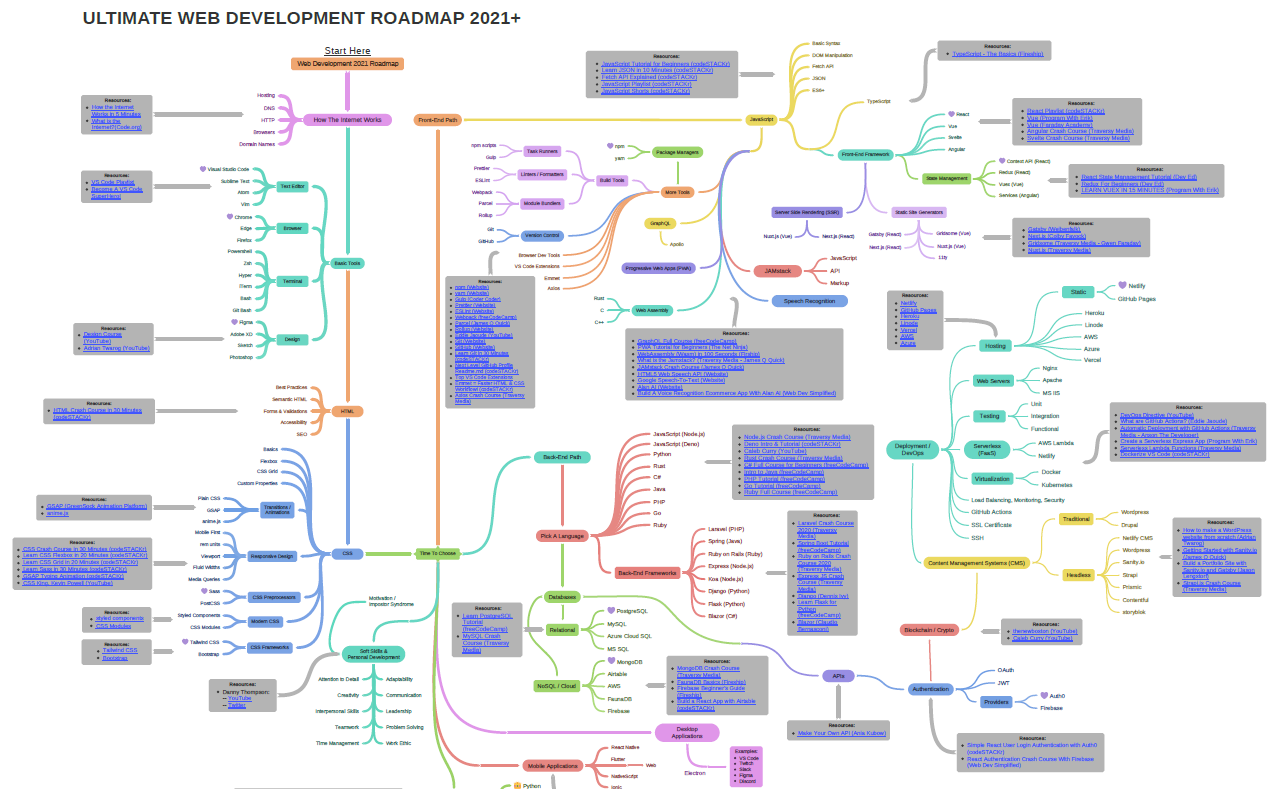 ULTIMATE WEB DEVELOPMENT ROADMAP 2021+
Start Here
Web Development 2021 Roadmap
Hosting
DNS
HTTP
Browsers
Domain Names
How The Internet Works
Resources:
How the Internet
Works in 5 Minutes
What is the
Internet?(Code.org)
Visual Studio Code
Sublime Text
Atom
Vim
Text Editor
Resources:
VS Code Playlist
Become A VS Code
SuperHero!
Chrome
Edge
Firefox
Browser
Powershell
Zsh
Hyper
ITerm
Bash
Git Bash
Terminal
Basic Tools
Figma
Adobe XD
Sketch
Photoshop
Design
Resources:
Design Course
(YouTube)
Adrian Twarog (YouTube)
Best Practices
Semantic HTML
Forms & Validations
Accessibility
SEO
HTML
Resources:
HTML Crash Course in 30 Minutes
(codeSTACKr)
Basics
Flexbox
CSS Grid
Custom Properties
Plain CSS
GSAP
anime.js
Transitions /
Animations
Resources:
GSAP (GreenSock Animation Platform)
anime.js
Mobile First
rem units
Viewport
Fluid Widths
Media Queries
Responsive Design
CSS
Resources:
CSS Crash Course in 30 Minutes (codeSTACKr)
Learn CSS Flexbox in 20 Minutes (codeSTACKr)
Learn CSS Grid in 20 Minutes (codeSTACKr)
Learn Sass in 30 Minutes (codeSTACKr)
GSAP Typing Animation (codeSTACKr)
CSS King, Kevin Powell (YouTube)
Saas
PostCSS
CSS Preprocessors
Styled Components
CSS Modules
Modern CSS
Resources:
styled components
CSS Modules
Tailwind CSS
Bootstrap
CSS Frameworks
Resources:
Tailwind CSS
Bootstrap
Time To Choose
Motivation /
Impostor Syndrome
Soft Skills &
Personal Development
Resources:
Danny Thompson:
-- YouTube
-- Twitter
Attention to Detail
Creativity
Interpersonal Skills
Teamwork
Time Management
Adaptability
Communication
Leadership
Problem Solving
Work Ethic
Front-End Path
JavaScript
Resources:
JavaScript Tutorial for Beginners (codeSTACKr)
Learn JSON in 10 Minutes (codeSTACKr)
Fetch API Explained (codeSTACKr)
JavaScript Playlist (codeSTACKr)
JavaScript Shorts (codeSTACKr)
Basic Syntax
DOM Manipulation
Fetch API
JSON
ES6+
TypeScript
Resources:
TypeScript - The Basics (Fireship)
Front-End Framework
React
Vue
Svelte
Angular
Resources:
React Playlist (codeSTACKr)
Vue (Program With Erik)
Vue (Fanday Academy)
Angular Crash Course (Traversy Media)
Svelte Crash Course (Traversy Media)
State Management
Context API (React)
Redux (React)
Vuex (Vue)
Services (Angular)
Resources:
React State Management Tutorial (Dev Ed)
Redux For Beginners (Dev Ed)
LEARN VUEX IN 15 MINUTES (Program With Erik)
Server Side Rendering (SSR)
Nuxt.js (Vue)
Next.js (React)
Static Site Generators
Gatsby (React)
Next.js (React)
Gridsome (Vue)
Nuxt.js (Vue)
11ty
Resources:
Gatsby (Weibenfalk)
Next.js (Colby Fayock)
Gridsome (Traversy Media - Gwen Faraday)
Nuxt.js (Traversy Media)
npm scripts
Gulp
Task Runners
Prettier
ESLint
Linters / Formatters
Webpack
Parcel
Rollup
Module Bundlers
Build Tools
npm
yarn
Package Managers
More Tools
Git
GitHub
Version Control
Browser Dev Tools
VS Code Extensions
Emmet
Axios
GraphQL
Apollo
Progressive Web Apps (PWA)
JAMstack
JavaScript
API
Markup
Speech Recognition
Rust
C
C++
Web Assembly
Resources:
npm (Website)
yarn (Website)
Gulp (Coder Coder)
Prettier (Website)
ESLint (Website)
Webpack (freeCodeCamp)
Parcel (James Q Quick)
Rollup (Website)
Eddie Jaoude (YouTube)
Git (Website)
GitHub (Website)
Learn Git in 30 Minutes
(codeSTACKr)
Next Level GitHub Profile
Readme.md (codeSTACKr)
Top VS Code Extensions
Emmet = Faster HTML & CSS
Workflow! (codeSTACKr)
Axios Crash Course (Traversy
Media)
Resources:
GraphQL Full Course (freeCodeCamp)
PWA Tutorial for Beginners (The Net Ninja)
WebAssembly (Wasm) in 100 Seconds (Fireship)
What is the Jamstack? (Traversy Media - James Q Quick)
JAMstack Crash Course (James Q Quick)
HTML5 Web Speech API (Website)
Google Speech-To-Text (Website)
Alan AI (Website)
Build A Voice Recognition Ecommerce App With Alan AI (Web Dev Simplified)
Back-End Path
Pick A Language
JavaScript (Node.js)
JavaScript (Deno)
Python
Rust
C#
Java
PHP
Go
Ruby
Resources:
Node.js Crash Course (Traversy Media)
Deno Intro & Tutorial (codeSTACKr)
Caleb Curry (YouTube)
Rust Crash Course (Traversy Media)
C# Full Course for Beginners (freeCodeCamp)
Intro to Java (freeCodeCamp)
PHP Tutorial (freeCodeCamp)
Go Tutorial (freeCodeCamp)
Ruby Full Course (freeCodeCamp)
Back-End Frameworks
Laravel (PHP)
Spring (Java)
Ruby on Rails (Ruby)
Express (Node.js)
Koa (Node.js)
Django (Python)
Flask (Python)
Blazor (C#)
Resources:
Laravel Crash Course
2020 (Traversy
Media)
Spring Boot Tutorial
(freeCodeCamp)
Ruby on Rails Crash
Course 2020
(Traversy Media)
Express JS Crash
Course (Traversy
Media)
Django (Dennis Ivy)
Learn Flask for
Python
(freeCodeCamp)
Blazor (Claudio
Bernasconi)
Databases
Relational
PostgreSQL
MySQL
Azure Cloud SQL
MS SQL
Resources:
Learn PostgreSQL
Tutorial
(freeCodeCamp)
MySQL Crash
Course (Traversy
Media)
NoSQL / Cloud
MongoDB
Airtable
AWS
FaunaDB
Firebase
Resources:
MongoDB Crash Course
(Traversy Media)
FaunaDB Basics (Fireship)
Firebase Beginner's Guide
(Fireship)
Build a React App with Airtable
(codeSTACKr)
APIs
Resources:
Make Your Own API (Ania Kubow)
Authentication
OAuth
JWT
Providers
Auth0
Firebase
Resources:
Simple React User Login Authentication with Auth0
(codeSTACKr)
React Authentication Crash Course With Firebase
(Web Dev Simplified)
Blockchain / Crypto
Resources:
thenewboston (YouTube)
Caleb Curry (YouTube)
Content Management Systems (CMS)
Traditional
Wordpress
Drupal
Headless
Netlify CMS
Wordpress
Sanity.io
Strapi
Prismic
Contentful
storyblok
Resources:
How to make a WordPress
website from scratch (Adrian
Twarog)
Getting Started with Sanity.io
(James Q Quick)
Build a Portfolio Site with
Sanity.io and Gatsby (Jason
Lengstorf)
Strapi.io Crash Course
(Traversy Media)
Deployment /
DevOps
Hosting
Static
Netlify
GitHub Pages
Heroku
Linode
AWS
Azure
Vercel
Resources:
Netlify
GitHub Pages
Heroku
Linode
Vercel
AWS
Azure
Web Servers
Nginx
Apache
MS IIS
Testing
Unit
Integration
Functional
Serverless
(FaaS)
AWS Lambda
Netlify
Virtualization
Docker
Kubernetes
Load Balancing, Monitoring, Security
GitHub Actions
SSL Certificate
SSH
Resources:
DevOps Directive (YouTube)
What are GitHub Actions? (Eddie Jaoude)
Automatic Deployment with GitHub Actions (Traversy
Media - Anson The Developer)
Create a Serverless Express App (Program With Erik)
Serverless Lambda Functions (Traversy Media)
Dockerize VS Code (codeSTACKr)
Desktop
Applications
Electron
Examples:
VS Code
Twitch
Slack
Figma
Discord
Mobile Applications
React Native
Flutter
Web
NativeScript
Ionic
Python